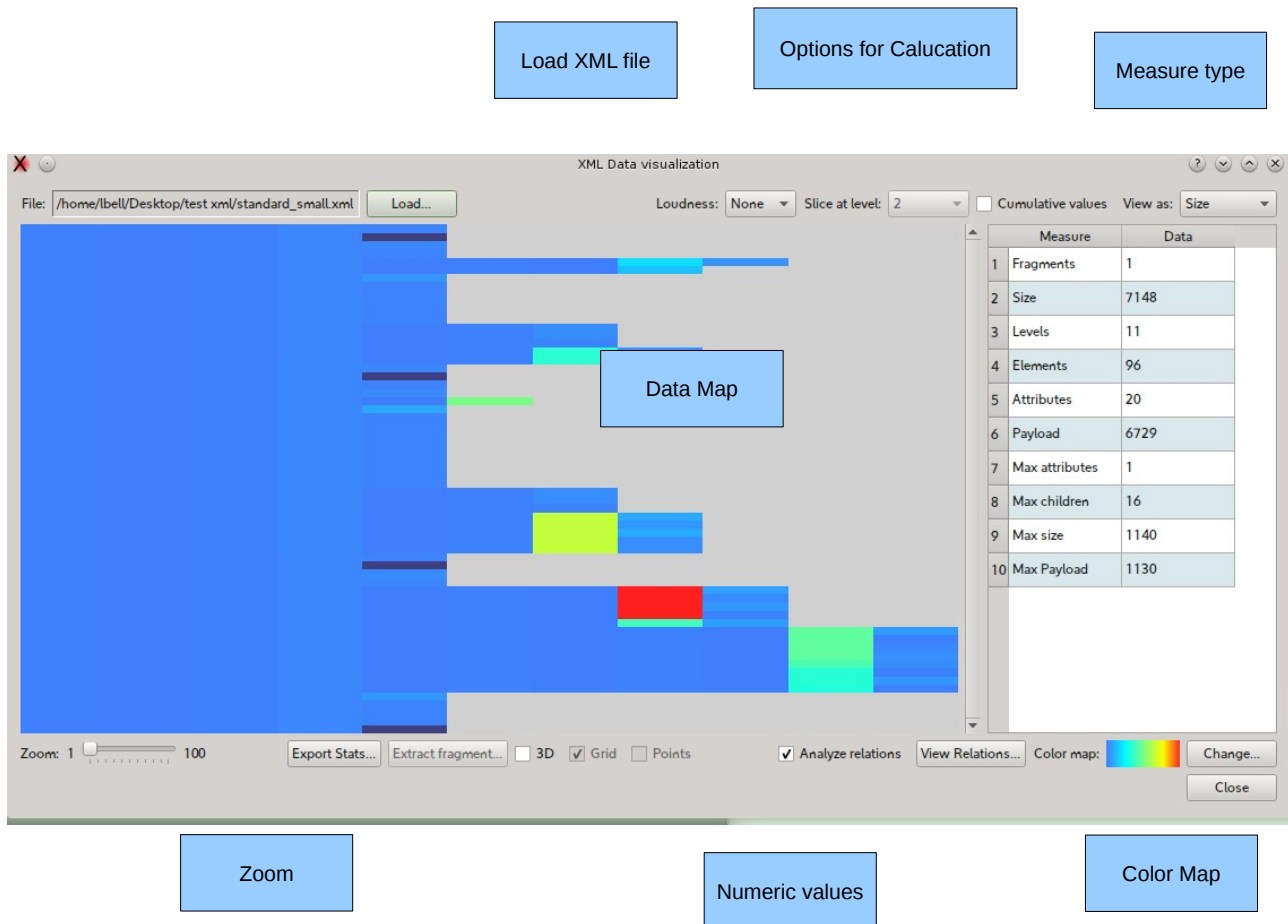 Load XML file
Options for Calucation
Measure type
XML Data visualization
File: /home/lbell/Desktop/test xml/standard_small.xml Load... Loudness: None Slice at level: 2 Cumulative values View as: Size
Measure Data
1 Fragments 1
2 Size 7148
3 Levels 11
4 Elements 96
5 Attributes 20
6 Payload 6729
7 Max attributes 1
8 Max children 16
9 Max size 1140
10 Max Payload 1130
Data Map
Zoom: 1 100 Export Stats... Extract fragment... 3D Grid Points Analyze relations View Relations... Color map: Change...
Close
Zoom
Numeric values
Color Map